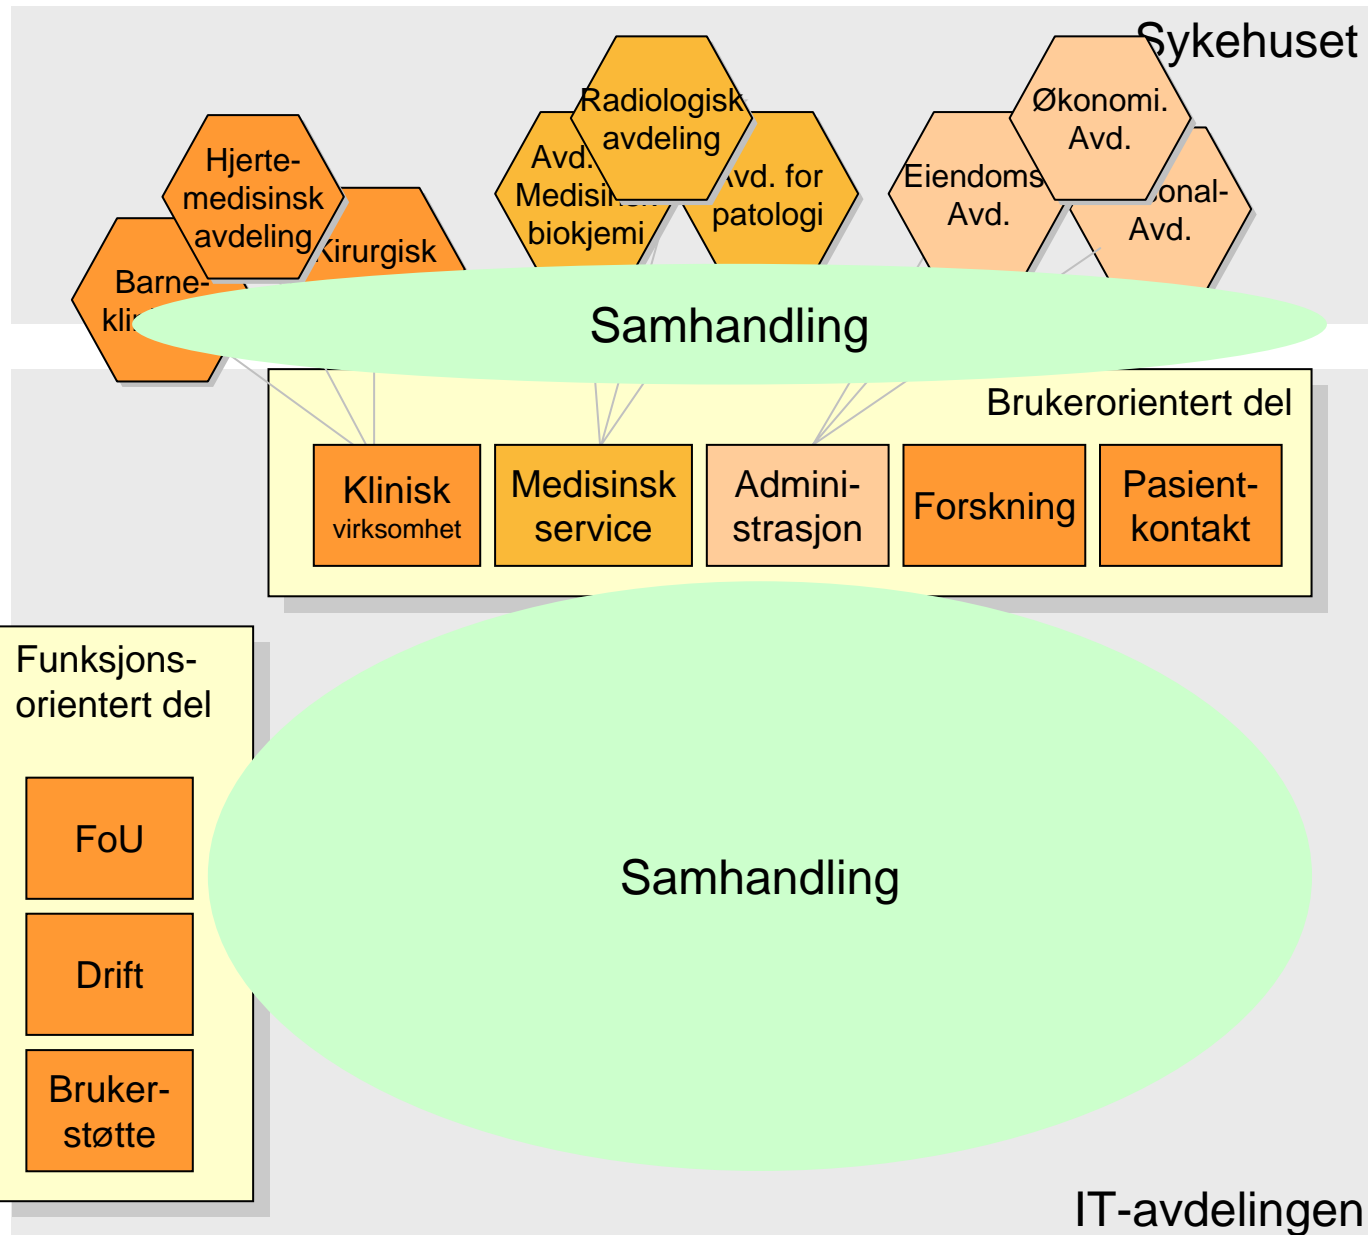 Sykehuset
Hjerte-
medisinsk
avdeling
Kirurgisk
Barne-
Radiologisk
avdeling
Avd.
biokjemi
Avd. for
patologi
Økonomi.
Avd.
Eiendoms
Avd.
Avd.
Samhandling
Brukerorientert del
Klinisk
virksomhet
Medisinsk
service
Admini-
strasjon
Forskning
Pasient-
kontakt
Funksjons-
orientert del
FoU
Drift
Bruker-
støtte
Samhandling
IT-avdelingen